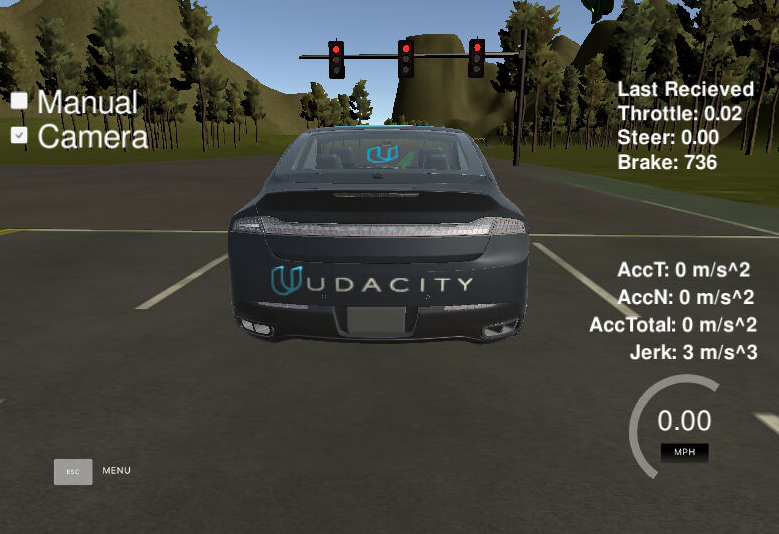 Manual
Camera
Last Recieved
Throttle: 0.02
Steer: 0.00
Brake: 736
UDACITY
AccT: 0 m/s^2
AccN: 0 m/s^2
AccTotal: 0 m/s^2
Jerk: 3 m/s^3
0.00
MPH
ESC MENU